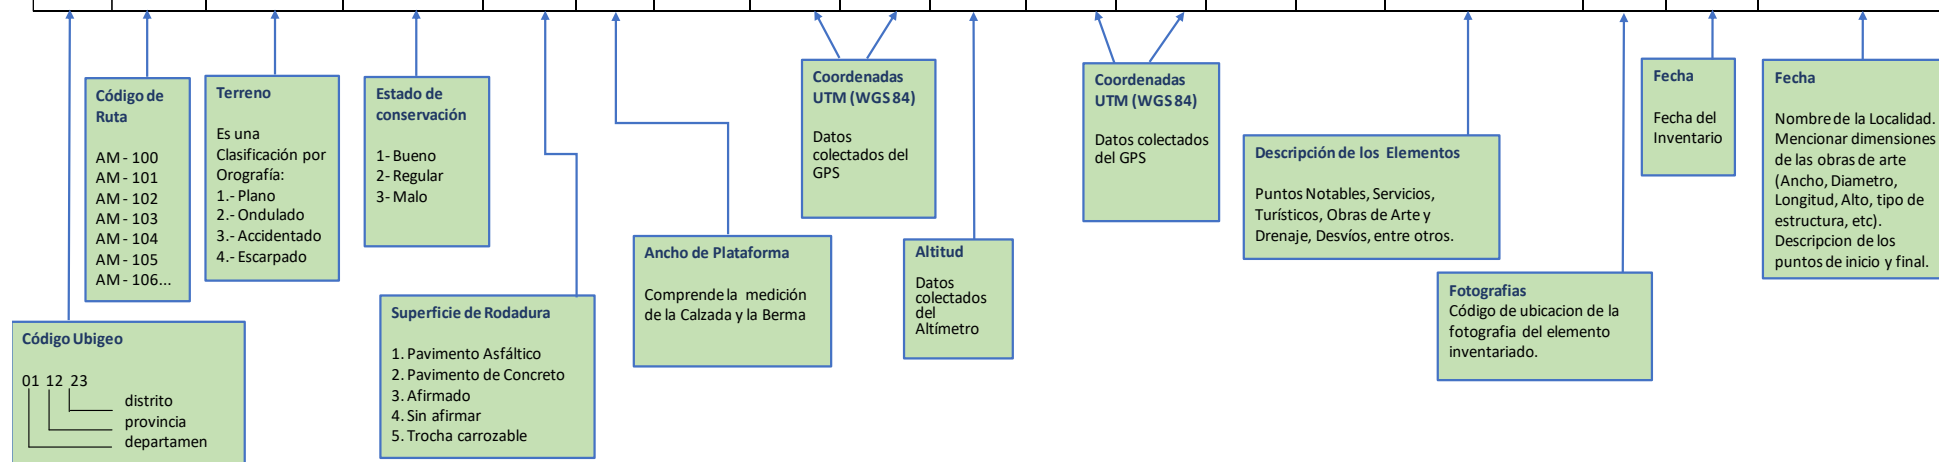 Código de
Ruta
AM - 100
AM - 101
AM - 102
AM - 103
AM - 104
AM - 105
AM - 106...
Terreno
Es una
Clasificación por
Orografía:
1.- Plano
2.- Ondulado
3.- Accidentado
4.- Escarpado
Estado de
conservación
1- Bueno
2- Regular
3- Malo
Coordenadas
UTM (WGS 84)
Datos
colectados del
GPS
Coordenadas
UTM (WGS 84)
Datos colectados
del GPS
Fecha
Fecha del
Inventario
Fecha
Nombre de la Localidad.
Mencionar dimensiones
de las obras de arte
(Ancho, Diametro,
Longitud, Alto, tipo de
estructura, etc).
Descripcion de los
puntos de inicio y final.
Descripción de los Elementos
Puntos Notables, Servicios,
Turísticos, Obras de Arte y
Drenaje, Desvíos, entre otros.
Ancho de Plataforma
Comprende la medición
de la Calzada y la Berma
Altitud
Datos
colectados
del
Altímetro
Fotografias
Código de ubicacion de la
fotografia del elemento
inventariado.
Superficie de Rodadura
1. Pavimento Asfáltico
2. Pavimento de Concreto
3. Afirmado
4. Sin afirmar
5. Trocha carrozable
Código Ubigeo
01 12 23
distrito
provincia
departamen